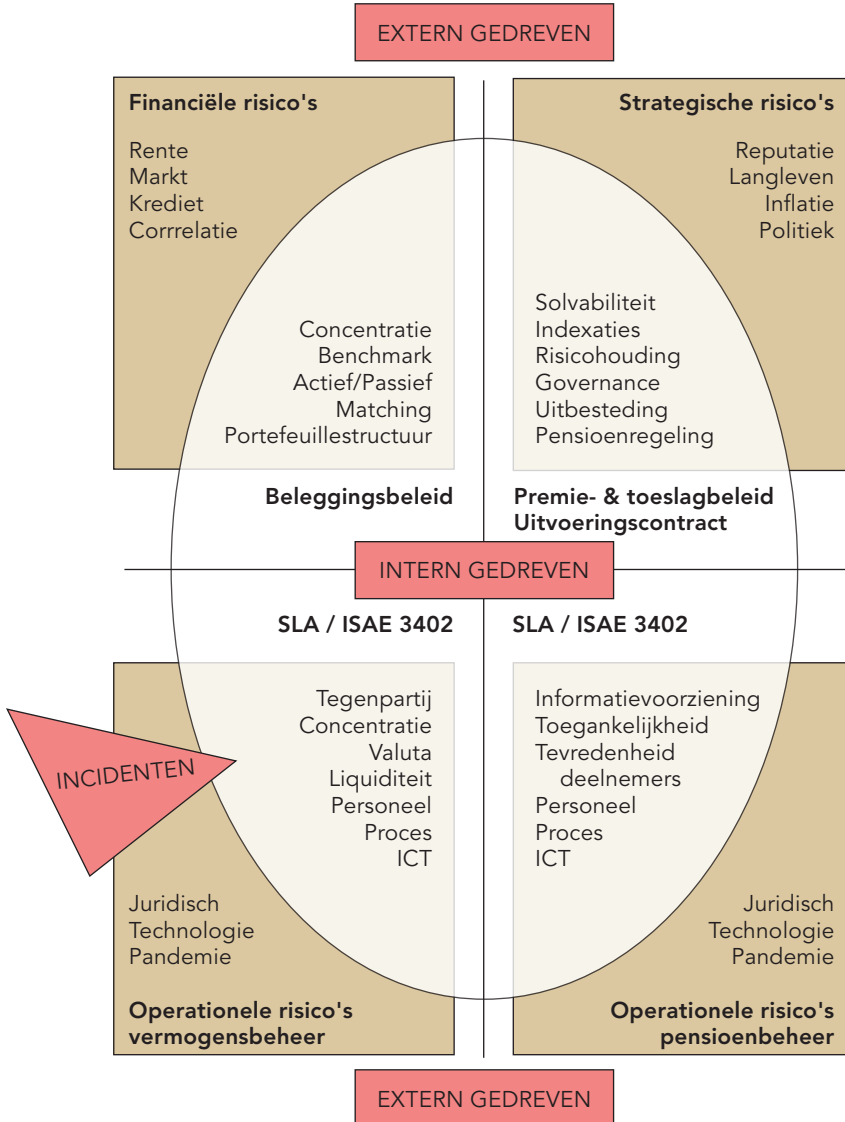 EXTERN GEDREVEN
Financiële risico's
Rente
Markt
Krediet
Corrrelatie
Concentratie
Benchmark
Actief/Passief
Matching
Portefeuillestructuur
Beleggingsbeleid
Strategische risico's
Reputatie
Langleven
Inflatie
Politiek
Solvabiliteit
Indexaties
Risicohouding
Governance
Uitbesteding
Pensioenregeling
Premie- & toeslagbeleid
Uitvoeringscontract
INTERN GEDREVEN
SLA / ISAE 3402
Tegenpartij
Concentratie
Valuta
Liquiditeit
Personeel
Proces
ICT
INCIDENTEN
Juridisch
Technologie
Pandemie
Operationele risico's
vermogensbeheer
SLA / ISAE 3402
Informatievoorziening
Toegankelijkheid
Tevredenheid
deelnemers
Personeel
Proces
ICT
Juridisch
Technologie
Pandemie
Operationele risico's
pensioenbeheer
EXTERN GEDREVEN